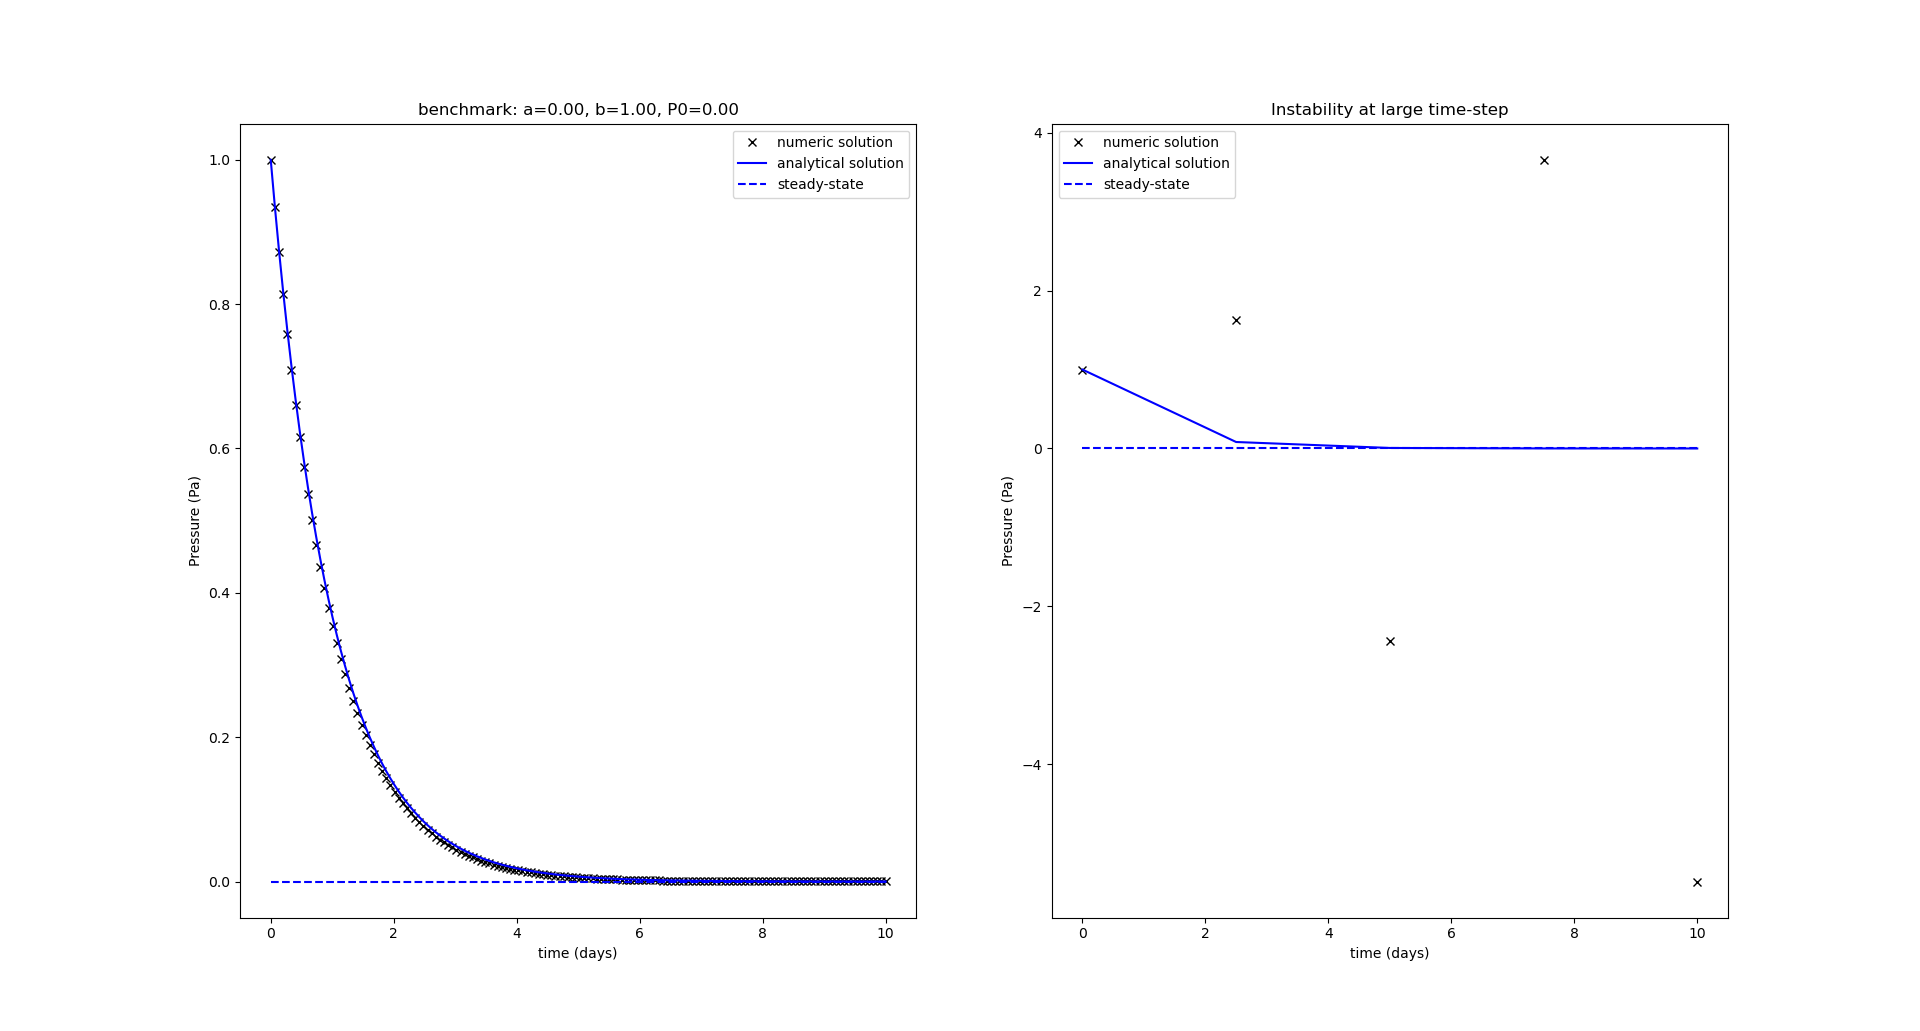 benchmark: a=0.00, b=1.00, P0=0.00
numeric solution
analytical solution
steady-state
1.0
0.8
0.6
0.4
0.2
0.0
Pressure (Pa)
0
2
4
6
8
10
time (days)
Instability at large time-step
numeric solution
analytical solution
steady-state
4
2
0
−2
−4
Pressure (Pa)
0
2
4
6
8
10
time (days)